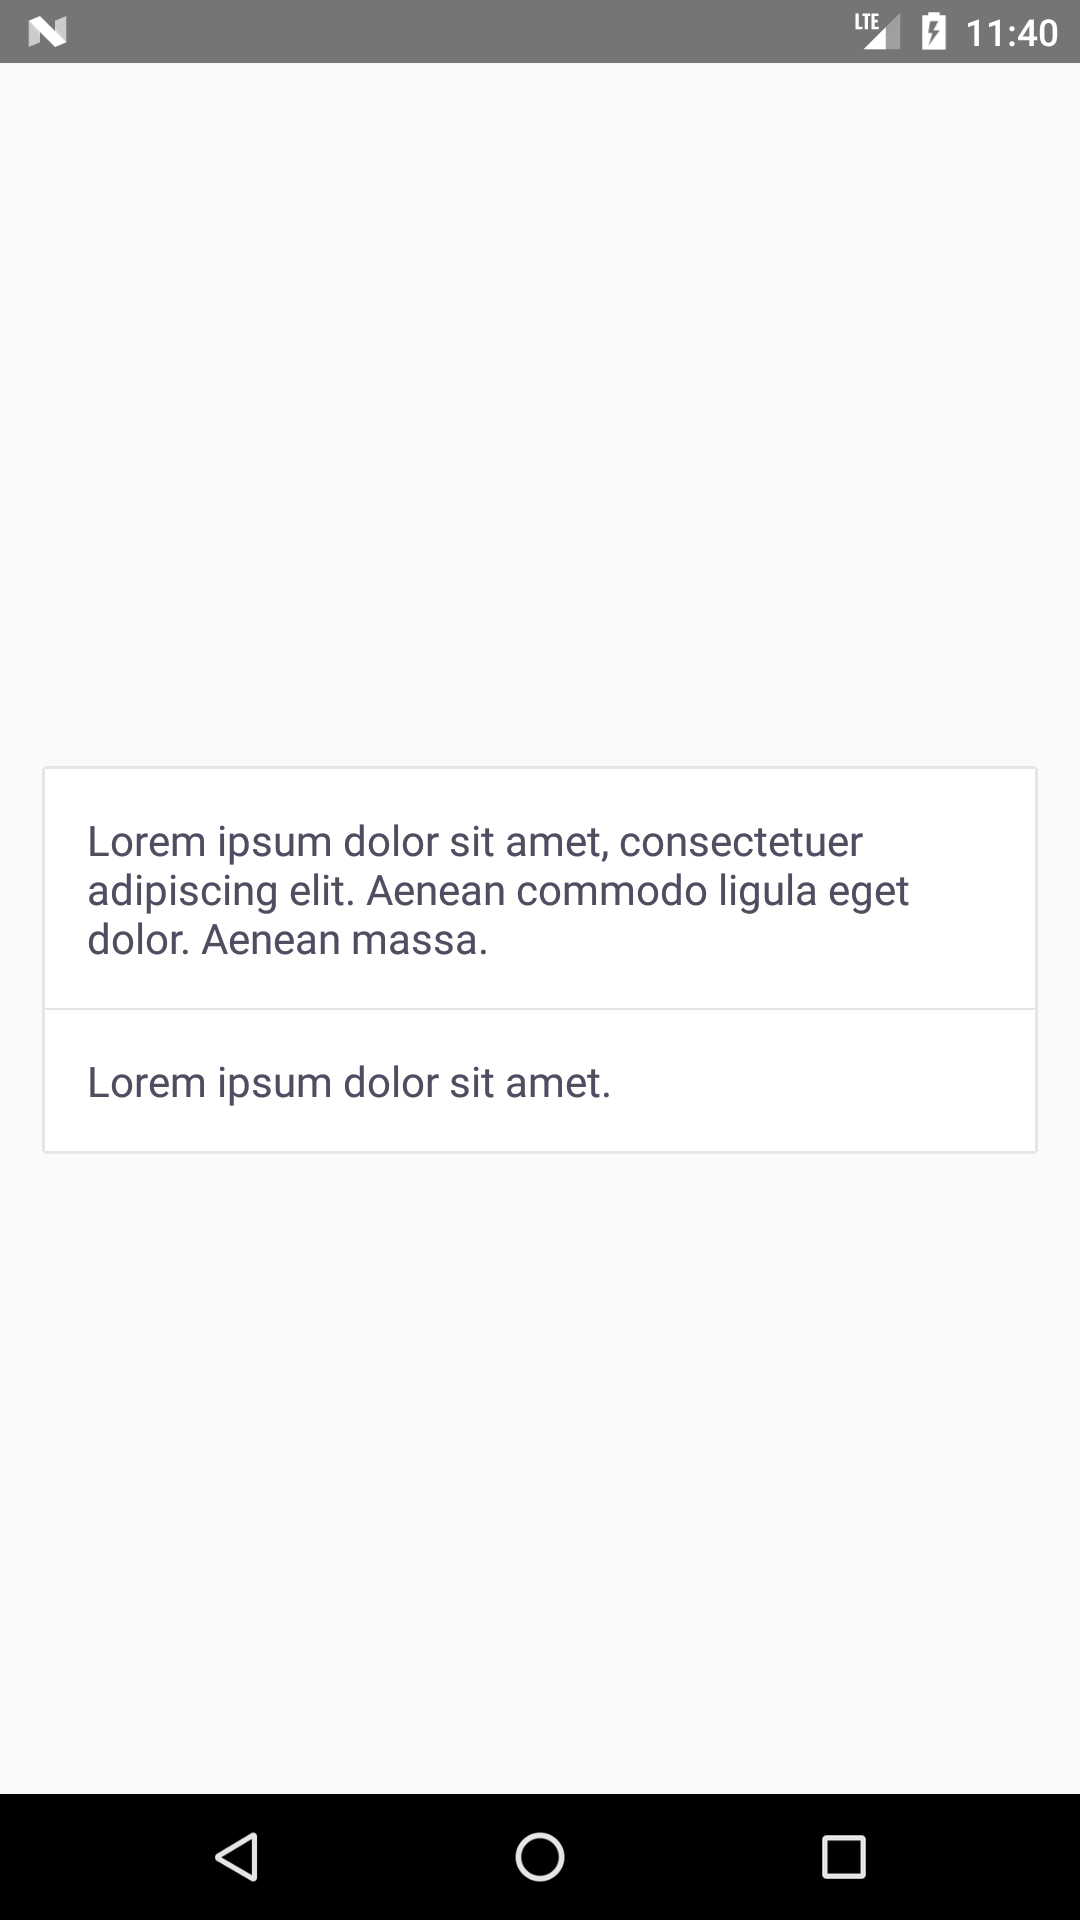 LTE 11:40
Lorem ipsum dolor sit amet, consectetuer
adipiscing elit. Aenean commodo ligula eget
dolor. Aenean massa.
Lorem ipsum dolor sit amet.